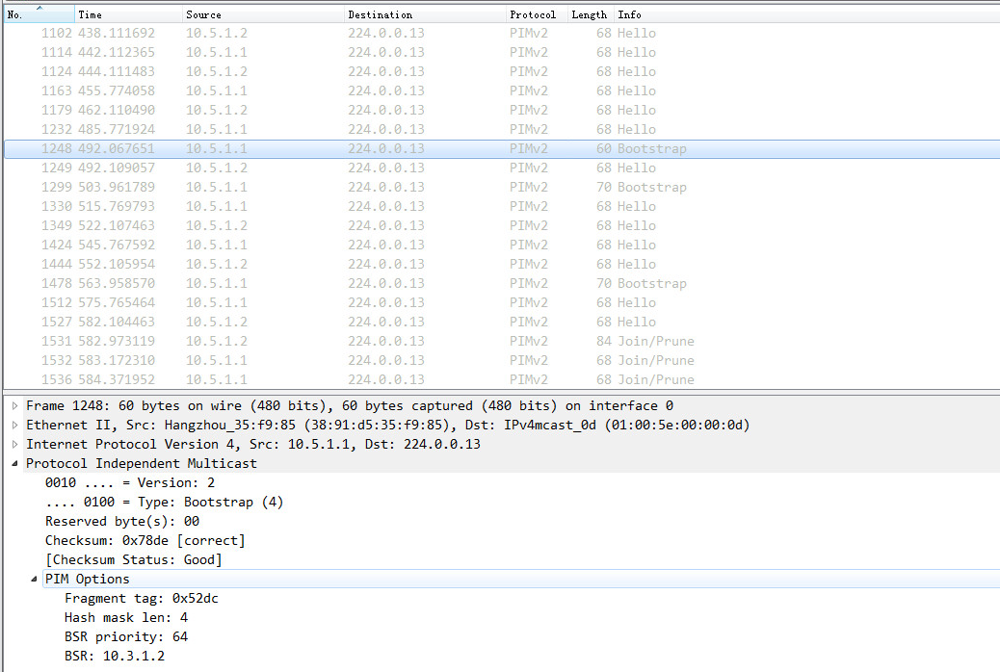 No. Time Source Destination Protocol Length Info
1102 438.111692 10.5.1.2 224.0.0.13 PIMv2 68 Hello
1114 442.112365 10.5.1.1 224.0.0.13 PIMv2 68 Hello
1124 444.111483 10.5.1.2 224.0.0.13 PIMv2 68 Hello
1163 455.774058 10.5.1.1 224.0.0.13 PIMv2 68 Hello
1179 462.110490 10.5.1.2 224.0.0.13 PIMv2 68 Hello
1232 485.771924 10.5.1.1 224.0.0.13 PIMv2 68 Hello
1248 492.067651 10.5.1.1 224.0.0.13 PIMv2 60 Bootstrap
1249 492.109057 10.5.1.2 224.0.0.13 PIMv2 68 Hello
1299 503.961789 10.5.1.1 224.0.0.13 PIMv2 70 Bootstrap
1330 515.769793 10.5.1.1 224.0.0.13 PIMv2 68 Hello
1349 522.107463 10.5.1.2 224.0.0.13 PIMv2 68 Hello
1424 545.767592 10.5.1.1 224.0.0.13 PIMv2 68 Hello
1444 552.105954 10.5.1.2 224.0.0.13 PIMv2 68 Hello
1478 563.958570 10.5.1.1 224.0.0.13 PIMv2 70 Bootstrap
1512 575.765464 10.5.1.1 224.0.0.13 PIMv2 68 Hello
1527 582.104463 10.5.1.2 224.0.0.13 PIMv2 68 Hello
1531 582.973119 10.5.1.2 224.0.0.13 PIMv2 84 Join/Prune
1532 583.172310 10.5.1.1 224.0.0.13 PIMv2 68 Join/Prune
1536 584.371952 10.5.1.1 224.0.0.13 PIMv2 68 Join/Prune
Frame 1248: 60 bytes on wire (480 bits), 60 bytes captured (480 bits) on interface 0
Ethernet II, Src: Hangzhou_35:f9:85 (38:91:d5:35:f9:85), Dst: IPv4mcast_0d (01:00:5e:00:00:0d)
Internet Protocol Version 4, Src: 10.5.1.1, Dst: 224.0.0.13
Protocol Independent Multicast
0010 .... = Version: 2
.... 0100 = Type: Bootstrap (4)
Reserved byte(s): 00
Checksum: 0x78de [correct]
[Checksum Status: Good]
PIM Options
Fragment tag: 0x52dc
Hash mask len: 4
BSR priority: 64
BSR: 10.3.1.2